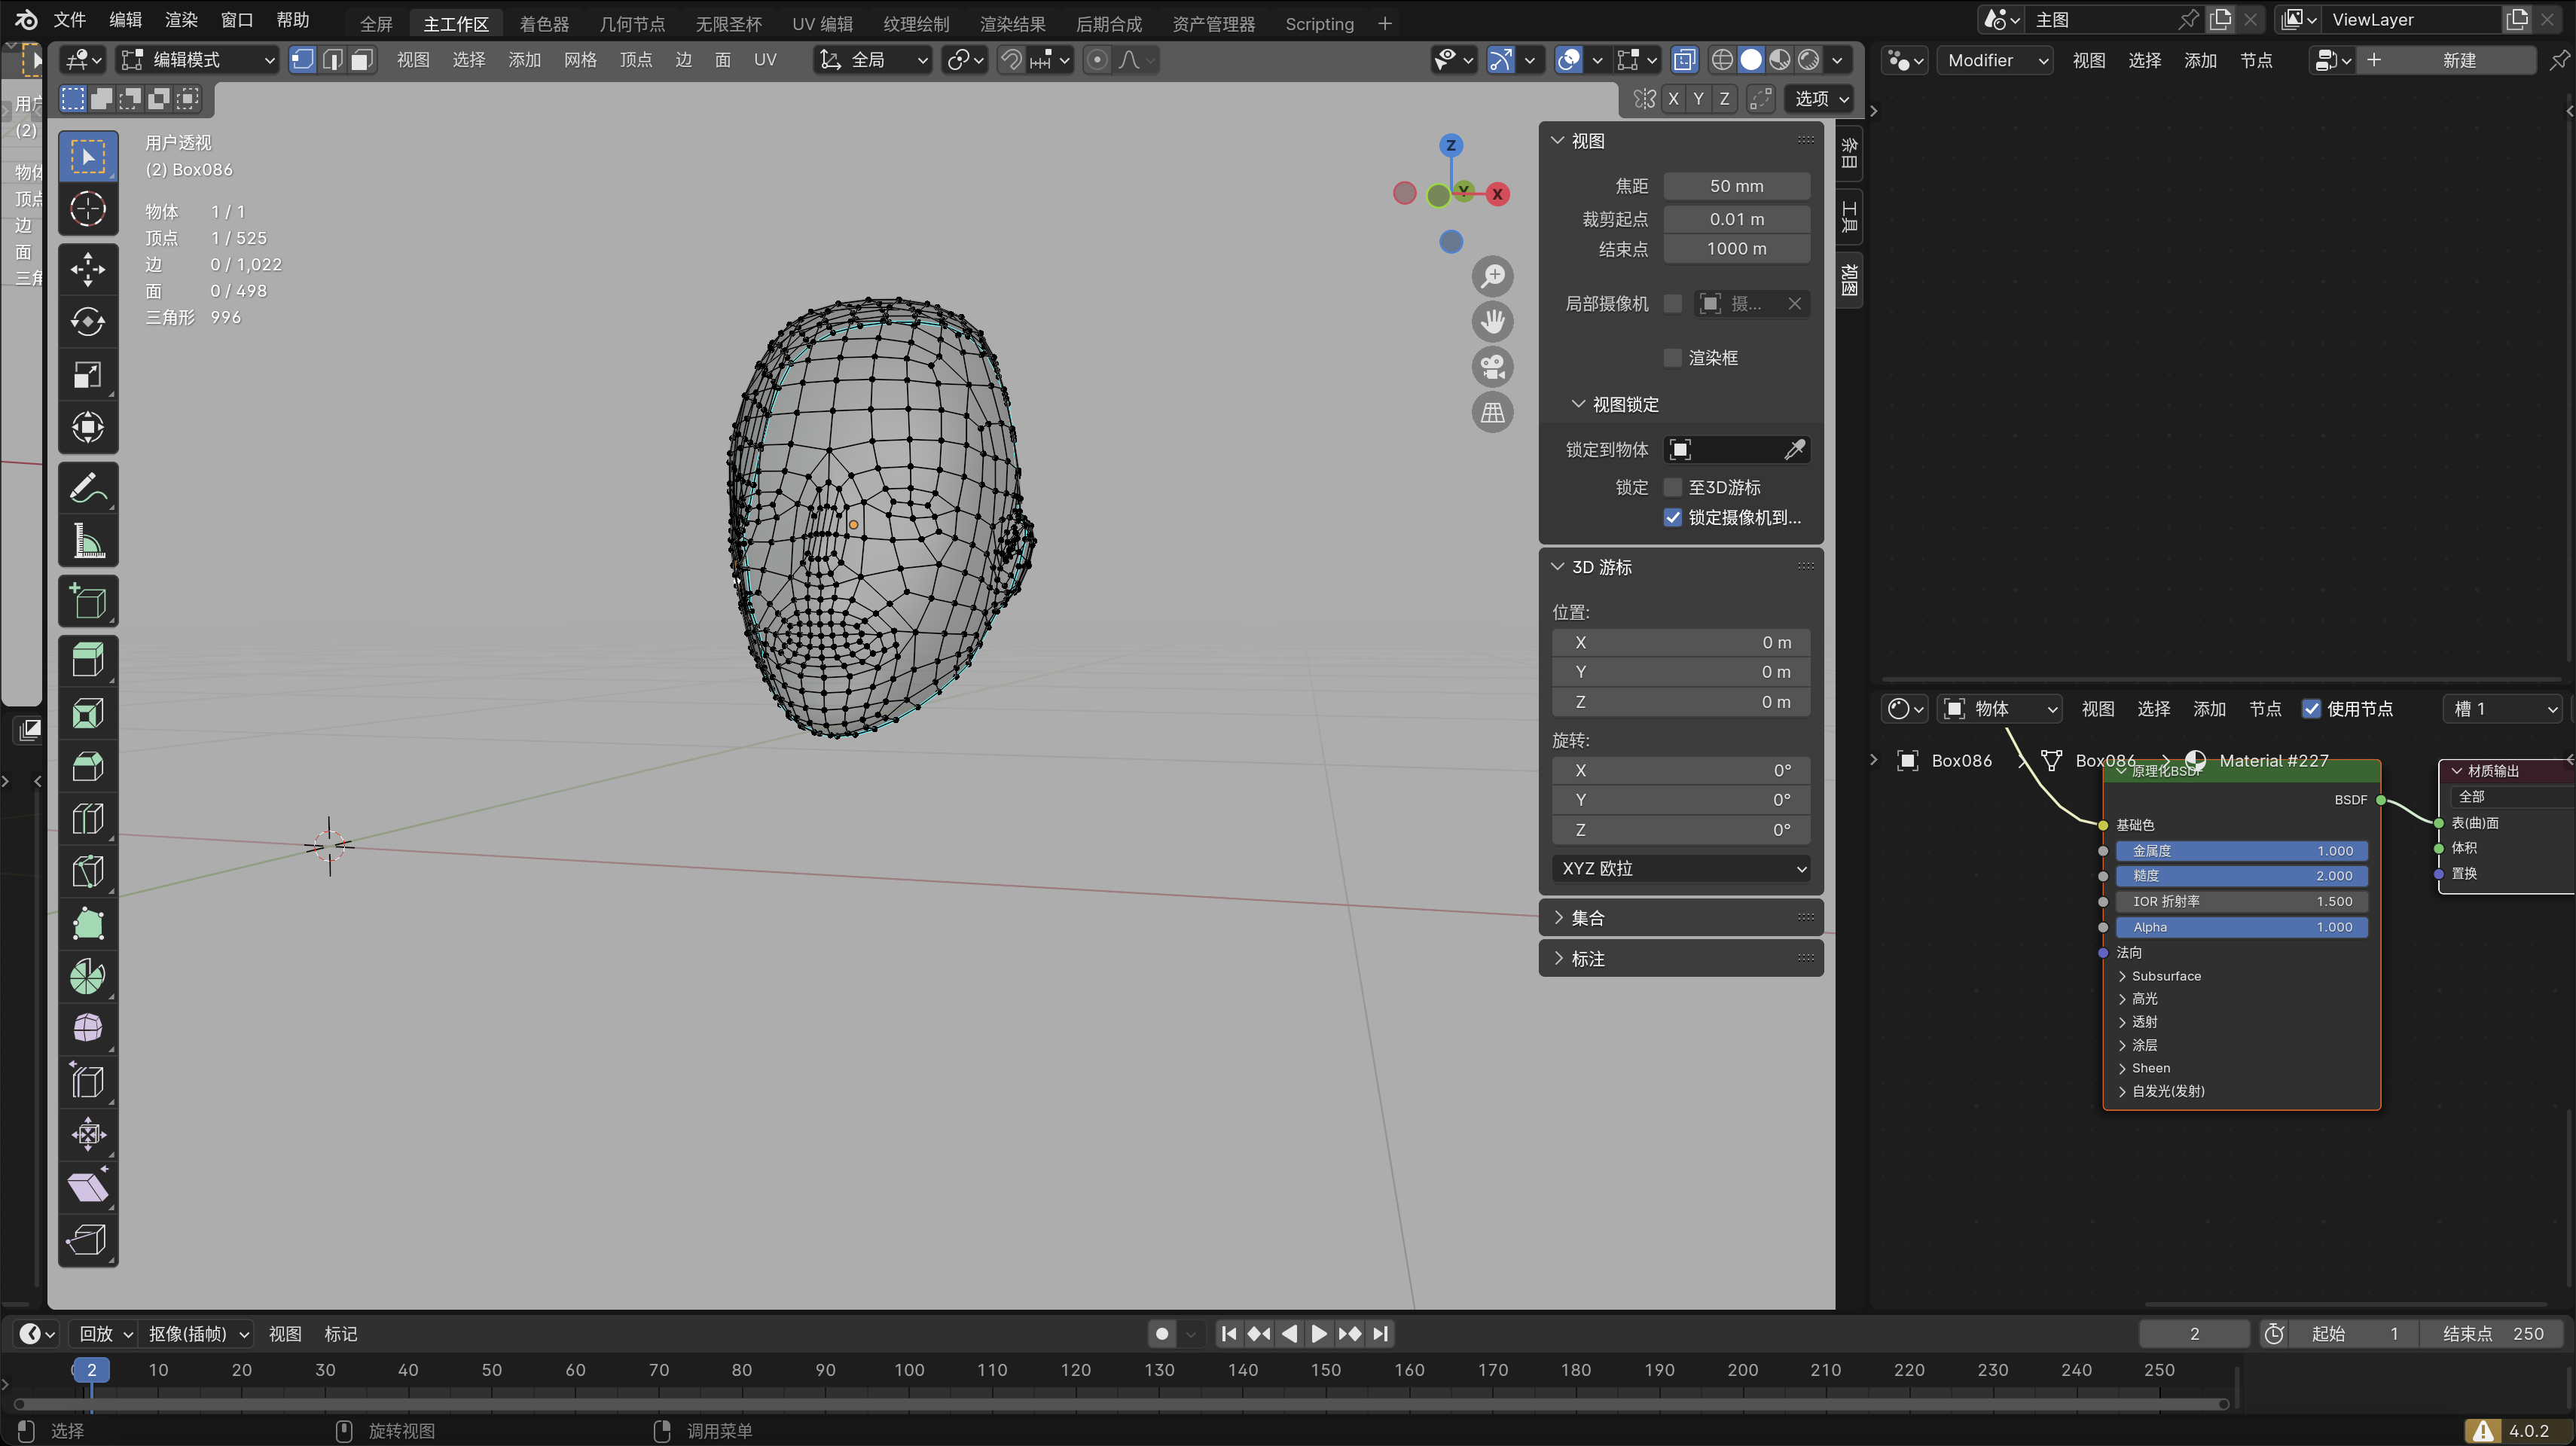 文件 编辑 渲染 窗口 帮助 全屏 主工作区 着色器 几何节点 无限圣杯 UV 编辑 纹理绘制 渲染结果 后期合成 资产管理器 Scripting 主图 ViewLayer
编辑模式 视图 选择 添加 网格 顶点 边 面 UV 全局 Modifier 视图 选择 添加 节点 新建
X Y Z 选项
用户透视
(2) Box086
物体 1 / 1
顶点 1 / 525
边 0 / 1,022
面 0 / 498
三角形 996
(2)
物体
顶点
边
面
Z
Y
X
视图
焦距 50 mm
裁剪起点 0.01 m
结束点 1000 m
局部摄像机 摄...
渲染框
视图锁定
锁定到物体
锁定 至3D游标
锁定摄像机到...
3D 游标
位置:
X 0 m
Y 0 m
Z 0 m
旋转:
X 0°
Y 0°
Z 0°
XYZ 欧拉
集合
标注
条目
工具
视图
物体 视图 选择 添加 节点 使用节点 槽 1
Box086 Box086 Material #227
原理化BSDF
BSDF
基础色
金属度 1.000
糙度 2.000
IOR 折射率 1.500
Alpha 1.000
法向
Subsurface
高光
透射
涂层
Sheen
自发光(发射)
材质输出
全部
表(曲)面
体积
置换
回放 抠像(插帧) 视图 标记 2 起始 1 结束点 250
2 10 20 30 40 50 60 70 80 90 100 110 120 130 140 150 160 170 180 190 200 210 220 230 240 250
选择 旋转视图 调用菜单 4.0.2